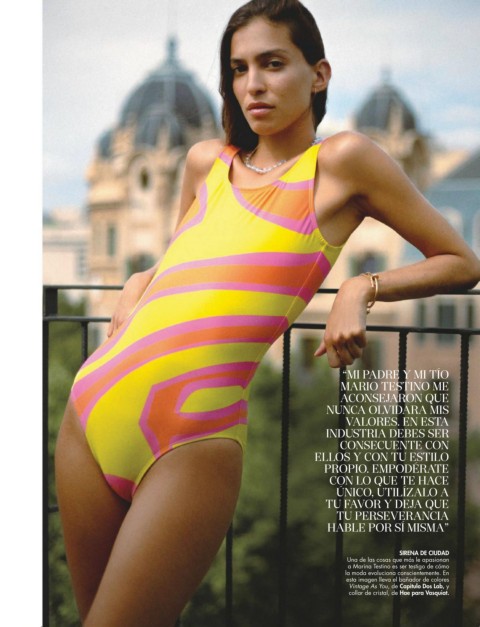 “MI PADRE Y MI TÍO
MARIO TESTINO ME
ACONSEJARON QUE
NUNCA OLVIDARA MIS
VALORES. EN ESTA
INDUSTRIA DEBES SER
CONSECUENTE CON
ELLOS Y CON TU ESTILO
PROPIO. EMPODÉRATE
CON LO QUE TE HACE
ÚNICO, UTILÍZALO A
TU FAVOR Y DEJA QUE
TU PERSEVERANCIA
HABLE POR SÍ MISMA”
SIRENA DE CIUDAD
Una de las cosas que más le apasionan
a Marina Testino es ser testigo de cómo
la moda evoluciona conscientemente. En
esta imagen lleva el bañador de colores
Vintage As You, de Capítulo Dos Lab, y
collar de cristal, de Hae para Vasquiat.